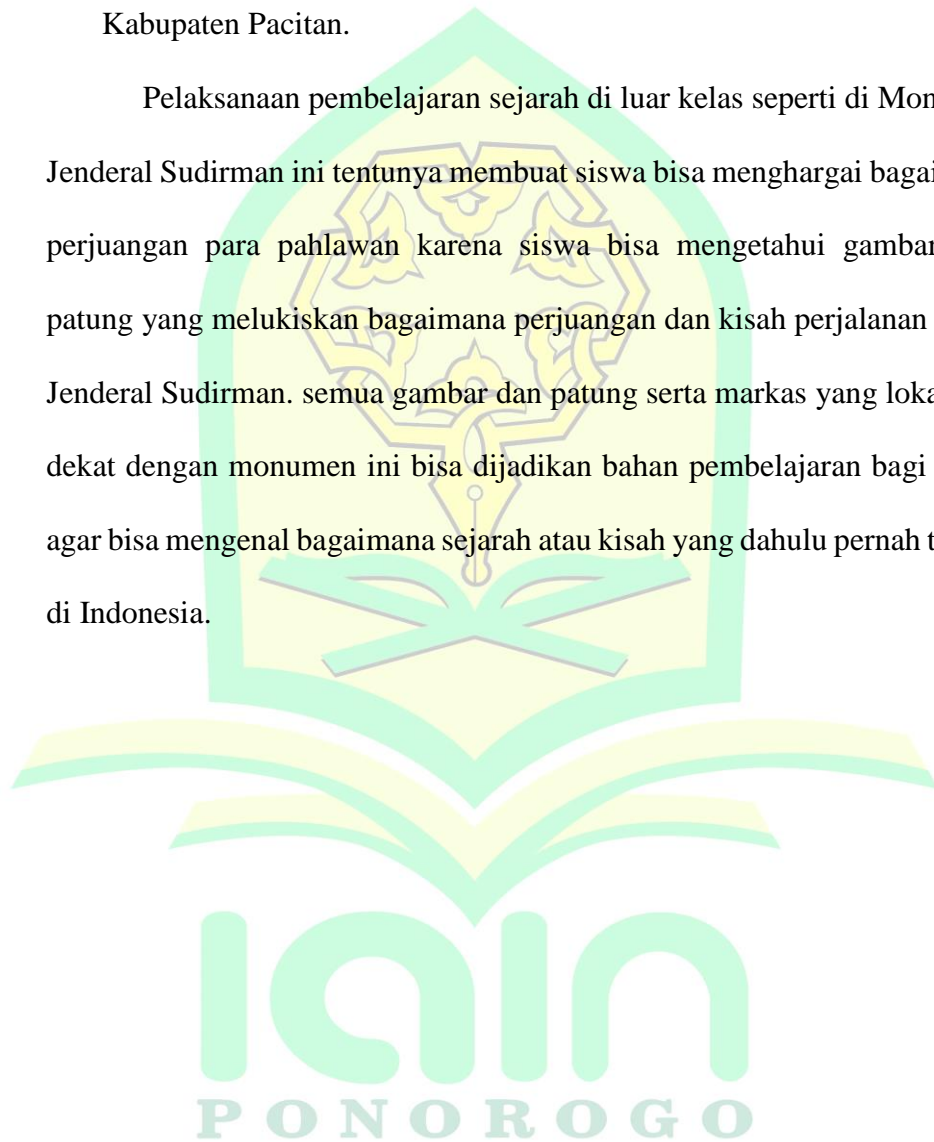 Kabupaten Pacitan.
Pelaksanaan pembelajaran sejarah di luar kelas seperti di Mon
Jenderal Sudirman ini tentunya membuat siswa bisa menghargai bagai
perjuangan para pahlawan karena siswa bisa mengetahui gambar
patung yang melukiskan bagaimana perjuangan dan kisah perjalanan
Jenderal Sudirman. semua gambar dan patung serta markas yang loka
dekat dengan monumen ini bisa dijadikan bahan pembelajaran bagi
agar bisa mengenal bagaimana sejarah atau kisah yang dahulu pernah t
di Indonesia.
iain
PONOROGO